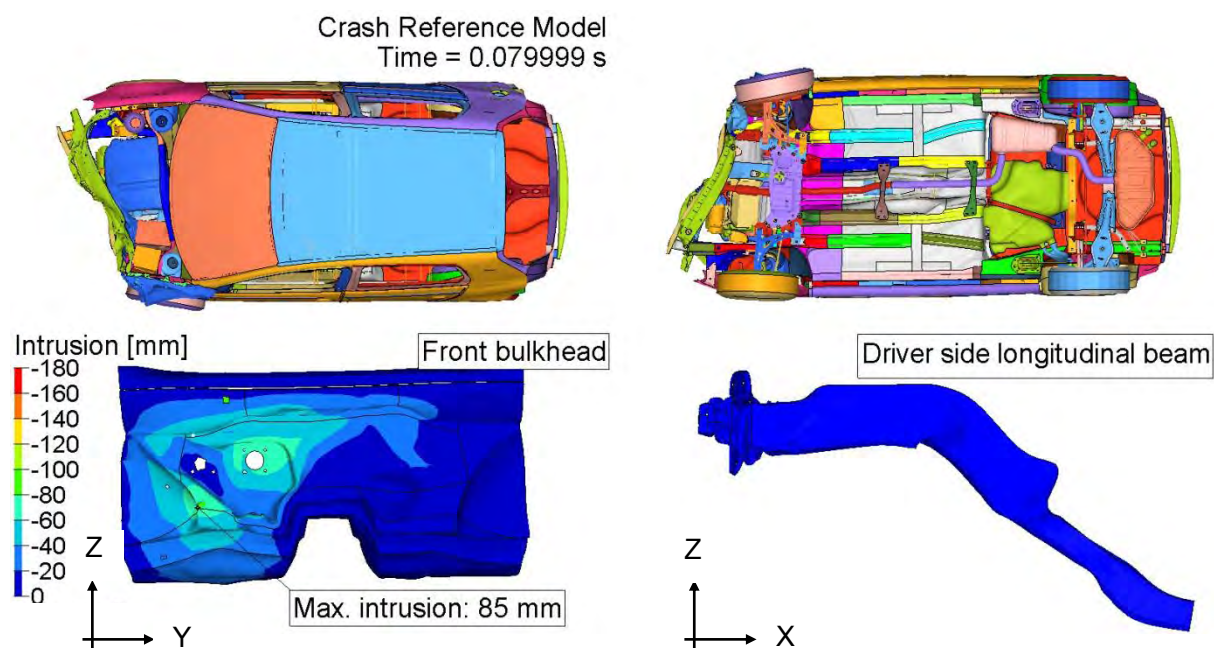 Crash Reference Model
Time = 0.079999 s
Intrusion [mm]
Front bulkhead
Driver side longitudinal beam
-180
-160
-140
-120
-100
-80
-60
-40
-20
0
Z
Y
Max. intrusion: 85 mm
Z
X